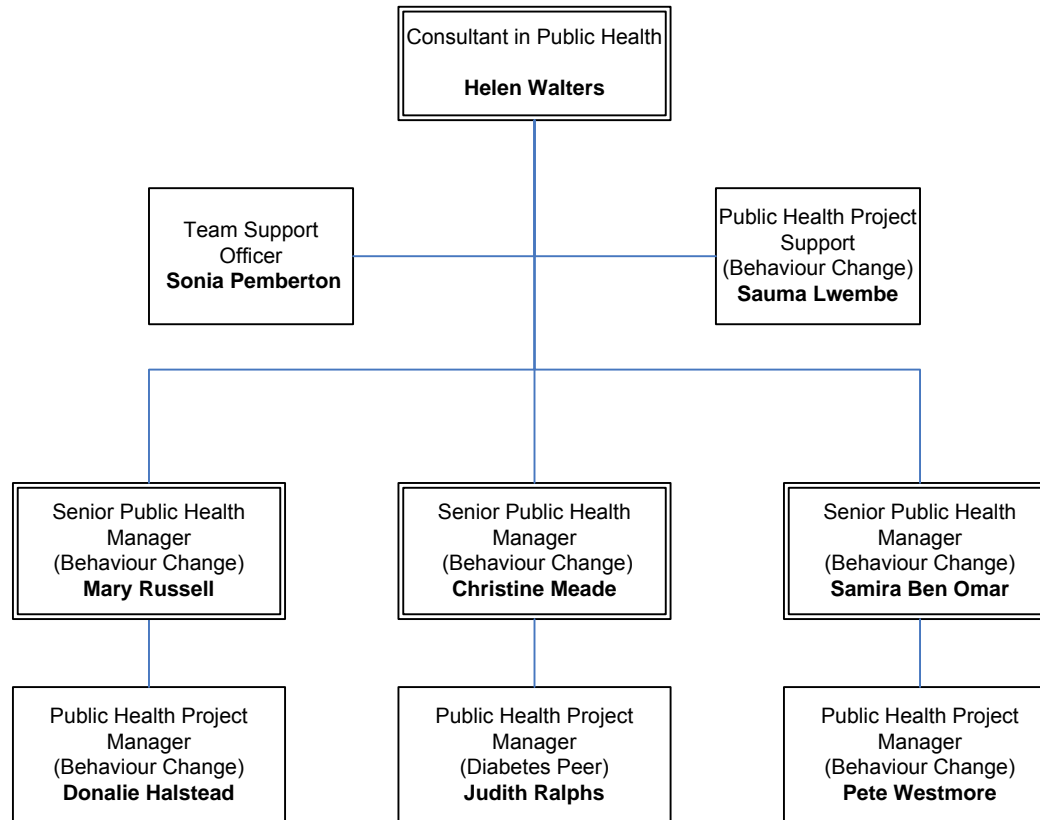 Consultant in Public Health
Helen Walters
Team Support
Officer
Sonia Pemberton
Public Health Project
Support
(Behaviour Change)
Sauma Lwembe
Senior Public Health
Manager
(Behaviour Change)
Mary Russell
Senior Public Health
Manager
(Behaviour Change)
Christine Meade
Senior Public Health
Manager
(Behaviour Change)
Samira Ben Omar
Public Health Project
Manager
(Behaviour Change)
Donalie Halstead
Public Health Project
Manager
(Diabetes Peer)
Judith Ralphs
Public Health Project
Manager
(Behaviour Change)
Pete Westmore